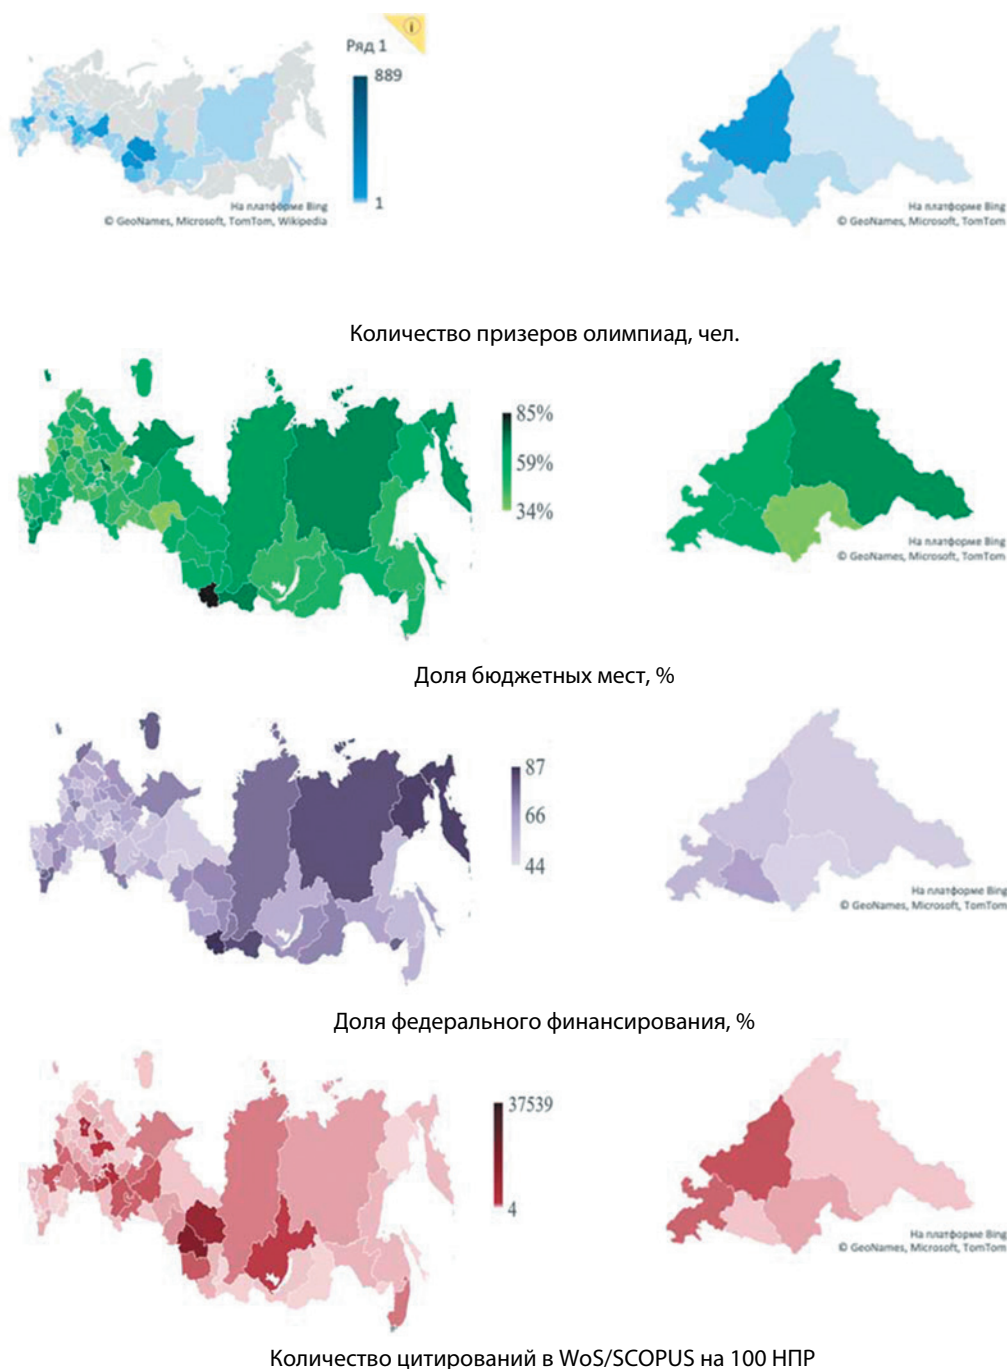 Ряд 1
889
1
На платформе Bing
© GeoNames, Microsoft, TomTom, Wikipedia
На платформе Bing
© GeoNames, Microsoft, TomTom
Количество призеров олимпиад, чел.
85%
59%
34%
На платформе Bing
© GeoNames, Microsoft, TomTom
Доля бюджетных мест, %
87
66
44
На платформе Bing
© GeoNames, Microsoft, TomTom
Доля федерального финансирования, %
37539
4
На платформе Bing
© GeoNames, Microsoft, TomTom
Количество цитирований в WoS/SCOPUS на 100 НПР